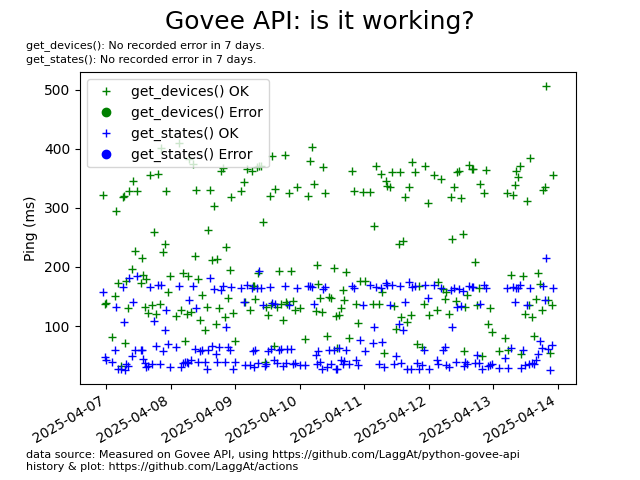 Govee API: is it working?
get_devices(): No recorded error in 7 days.
get_states(): No recorded error in 7 days.
get_devices() OK
get_devices() Error
get_states() OK
get_states() Error
Ping (ms)
500
400
300
200
100
2025-04-07
2025-04-08
2025-04-09
2025-04-10
2025-04-11
2025-04-12
2025-04-13
2025-04-14
data source: Measured on Govee API, using https://github.com/LaggAt/python-govee-api
history & plot: https://github.com/LaggAt/actions